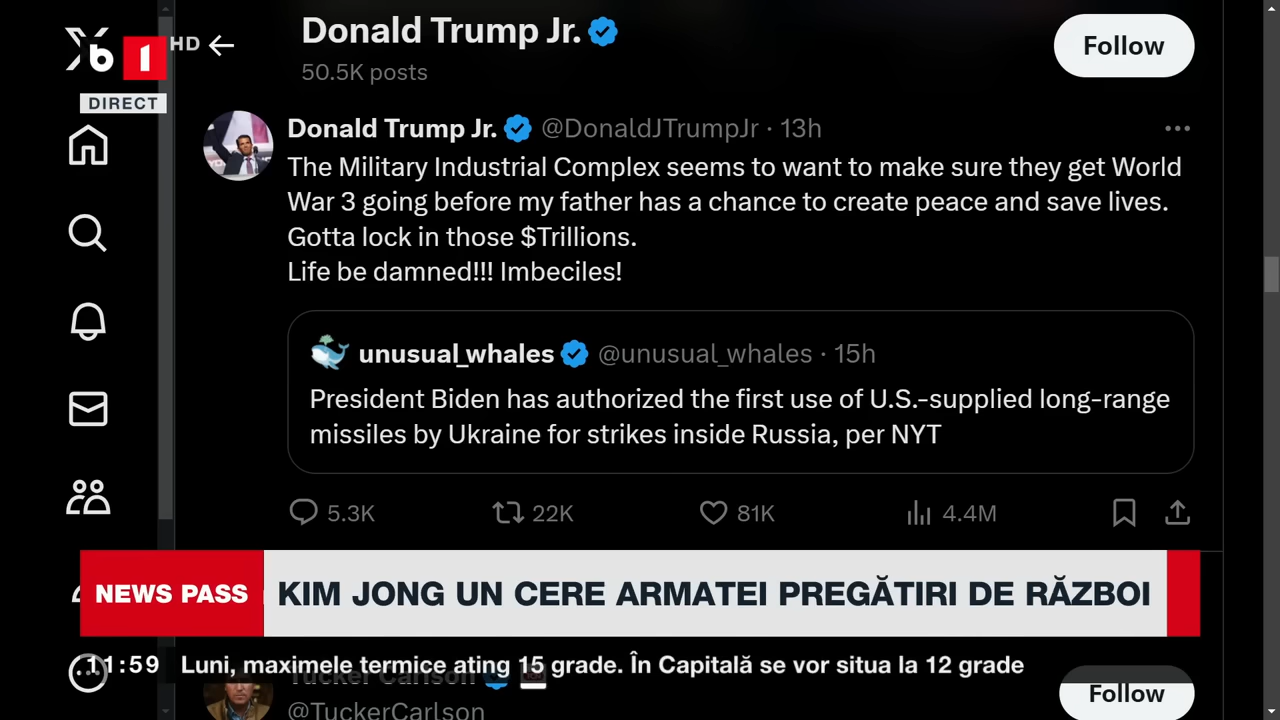 Donald Trump Jr.
50.5K posts
Follow
b1 HD
DIRECT
Donald Trump Jr. @DonaldJTrumpJr · 13h
The Military Industrial Complex seems to want to make sure they get World
War 3 going before my father has a chance to create peace and save lives.
Gotta lock in those $Trillions.
Life be damned!!! Imbeciles!
unusual_whales @unusual_whales · 15h
President Biden has authorized the first use of U.S.-supplied long-range
missiles by Ukraine for strikes inside Russia, per NYT
5.3K 22K 81K 4.4M
NEWS PASS KIM JONG UN CERE ARMATEI PREGĂTIRI DE RĂZBOI
11:59 Luni, maximele termice ating 15 grade. În Capitală se vor situa la 12 grade
Tucker Carlson
@TuckerCarlson
Follow